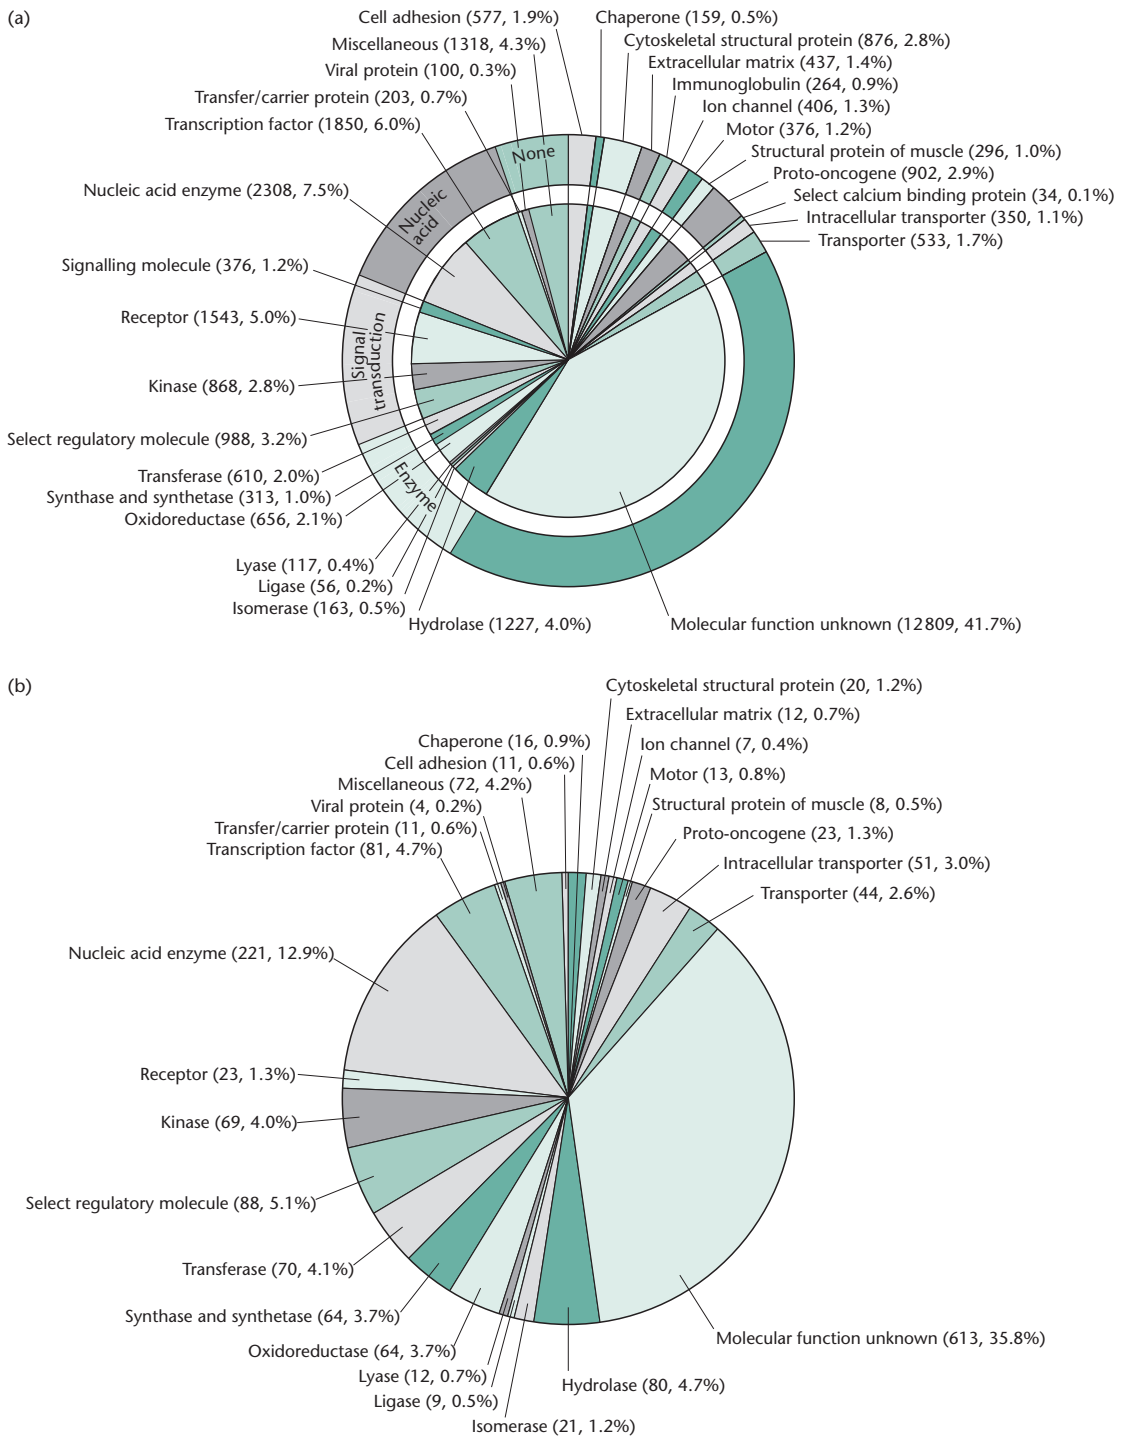 (a)
Cell adhesion (577, 1.9%)
Chaperone (159, 0.5%)
Miscellaneous (1318, 4.3%)
Cytoskeletal structural protein (876, 2.8%)
Viral protein (100, 0.3%)
Extracellular matrix (437, 1.4%)
Immunoglobulin (264, 0.9%)
Transfer/carrier protein (203, 0.7%)
Ion channel (406, 1.3%)
Transcription factor (1850, 6.0%)
Motor (376, 1.2%)
None
Structural protein of muscle (296, 1.0%)
Proto-oncogene (902, 2.9%)
Nucleic acid enzyme (2308, 7.5%)
Select calcium binding protein (34, 0.1%)
Nucleic
acid
Intracellular transporter (350, 1.1%)
Transporter (533, 1.7%)
Signalling molecule (376, 1.2%)
Receptor (1543, 5.0%)
Signal
transduction
Kinase (868, 2.8%)
Select regulatory molecule (988, 3.2%)
Transferase (610, 2.0%)
Enzyme
Synthase and synthetase (313, 1.0%)
Oxidoreductase (656, 2.1%)
Lyase (117, 0.4%)
Ligase (56, 0.2%)
Isomerase (163, 0.5%)
Hydrolase (1227, 4.0%)
Molecular function unknown (12809, 41.7%)
(b)
Cytoskeletal structural protein (20, 1.2%)
Extracellular matrix (12, 0.7%)
Chaperone (16, 0.9%)
Ion channel (7, 0.4%)
Cell adhesion (11, 0.6%)
Motor (13, 0.8%)
Miscellaneous (72, 4.2%)
Viral protein (4, 0.2%)
Structural protein of muscle (8, 0.5%)
Transfer/carrier protein (11, 0.6%)
Proto-oncogene (23, 1.3%)
Transcription factor (81, 4.7%)
Intracellular transporter (51, 3.0%)
Transporter (44, 2.6%)
Nucleic acid enzyme (221, 12.9%)
Receptor (23, 1.3%)
Kinase (69, 4.0%)
Select regulatory molecule (88, 5.1%)
Transferase (70, 4.1%)
Synthase and synthetase (64, 3.7%)
Molecular function unknown (613, 35.8%)
Oxidoreductase (64, 3.7%)
Lyase (12, 0.7%)
Hydrolase (80, 4.7%)
Ligase (9, 0.5%)
Isomerase (21, 1.2%)